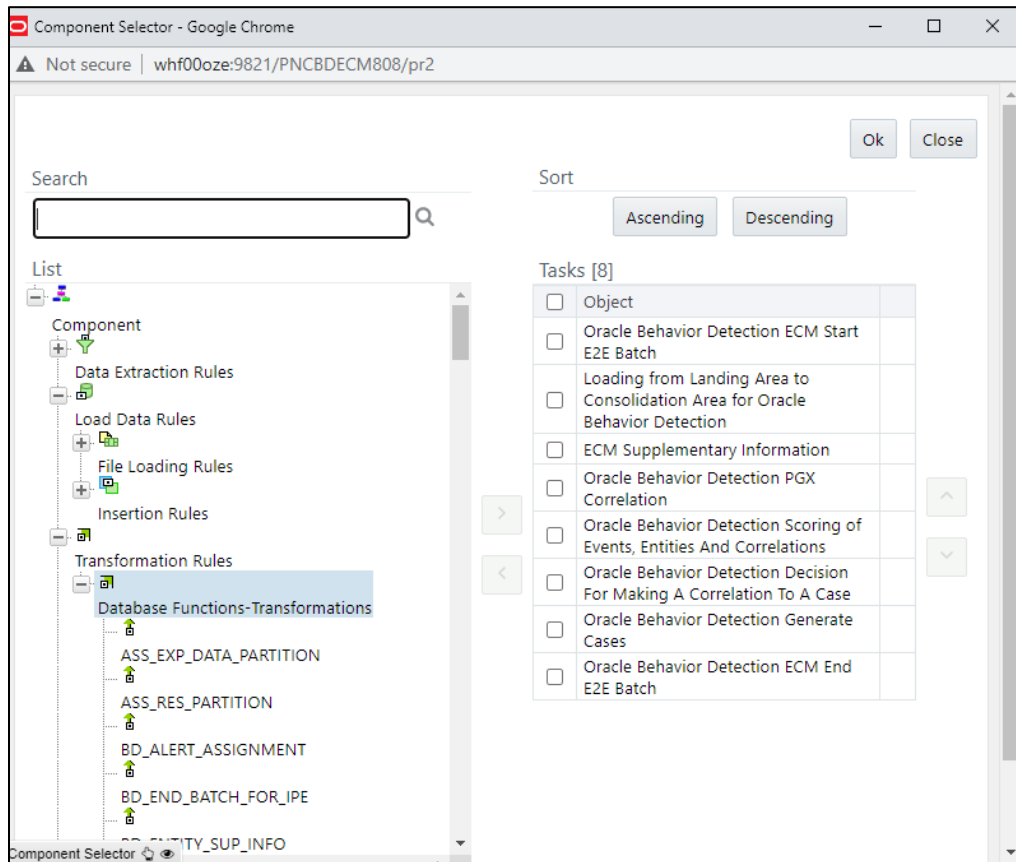 Component Selector - Google Chrome
Not secure | whf00oze:9821/PNCBDECM808/pr2
Ok Close
Search
Sort
Ascending Descending
List
Component
Data Extraction Rules
Load Data Rules
File Loading Rules
Insertion Rules
Transformation Rules
Database Functions-Transformations
ASS_EXP_DATA_PARTITION
ASS_RES_PARTITION
BD_ALERT_ASSIGNMENT
BD_END_BATCH_FOR_IPE
BD_ENTITY_SUP_INFO
Tasks [8]
Object
Oracle Behavior Detection ECM Start
E2E Batch
Loading from Landing Area to
Consolidation Area for Oracle
Behavior Detection
ECM Supplementary Information
Oracle Behavior Detection PGX
Correlation
Oracle Behavior Detection Scoring of
Events, Entities And Correlations
Oracle Behavior Detection Decision
For Making A Correlation To A Case
Oracle Behavior Detection Generate
Cases
Oracle Behavior Detection ECM End
E2E Batch
Component Selector